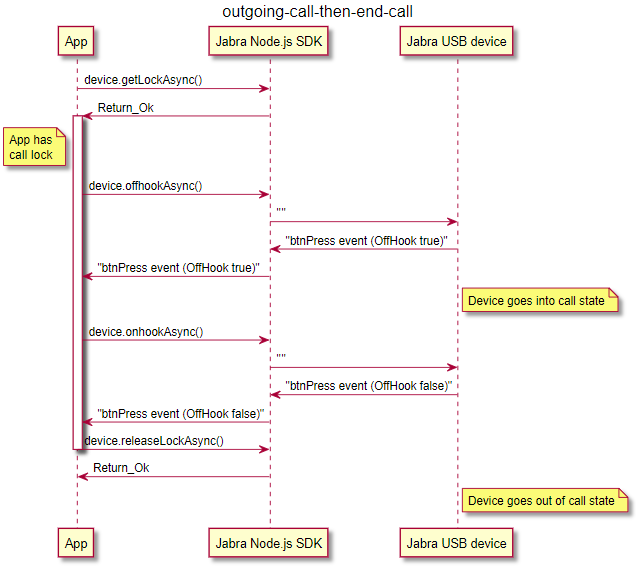 outgoing-call-then-end-call
App
Jabra Node.js SDK
Jabra USB device
device.getLockAsync()
Return_Ok
App has
call lock
device.offhookAsync()
""
"btnPress event (OffHook true)"
"btnPress event (OffHook true)"
Device goes into call state
device.onhookAsync()
""
"btnPress event (OffHook false)"
"btnPress event (OffHook false)"
device.releaseLockAsync()
Return_Ok
Device goes out of call state
App
Jabra Node.js SDK
Jabra USB device